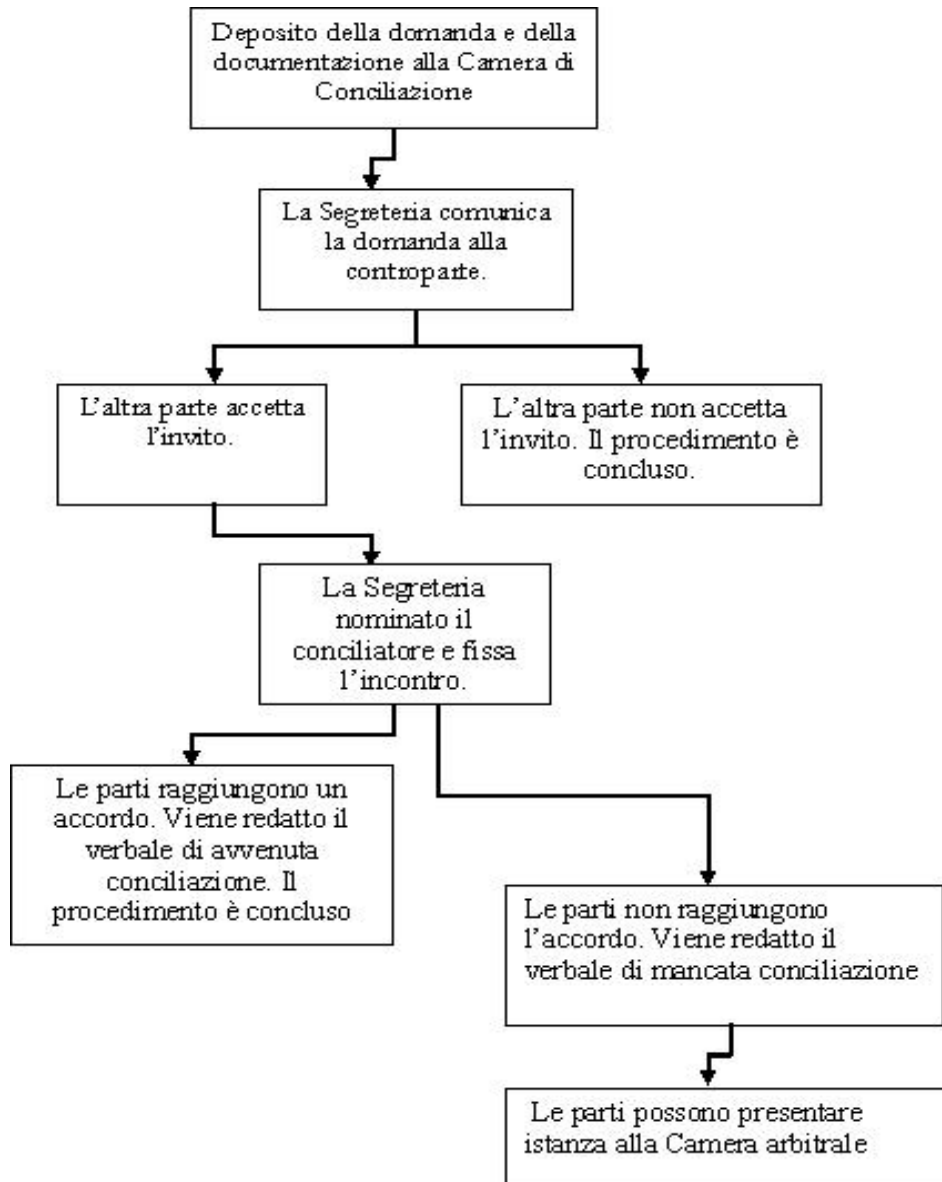 Deposito della domanda e della
documentazione alla Camera di
Conciliazione
La Segreteria comunica
la domanda alla
controparte.
L'altra parte accetta
l'invito.
L'altra parte non accetta
l'invito. Il procedimento è
concluso.
La Segreteria
nominato il
conciliatore e fissa
l'incontro.
Le parti raggiungono un
accordo. Viene redatto il
verbale di avvenuta
conciliazione. Il
procedimento è concluso
Le parti non raggiungono
l'accordo. Viene redatto il
verbale di mancata conciliazione
Le parti possono presentare
istanza alla Camera arbitrale